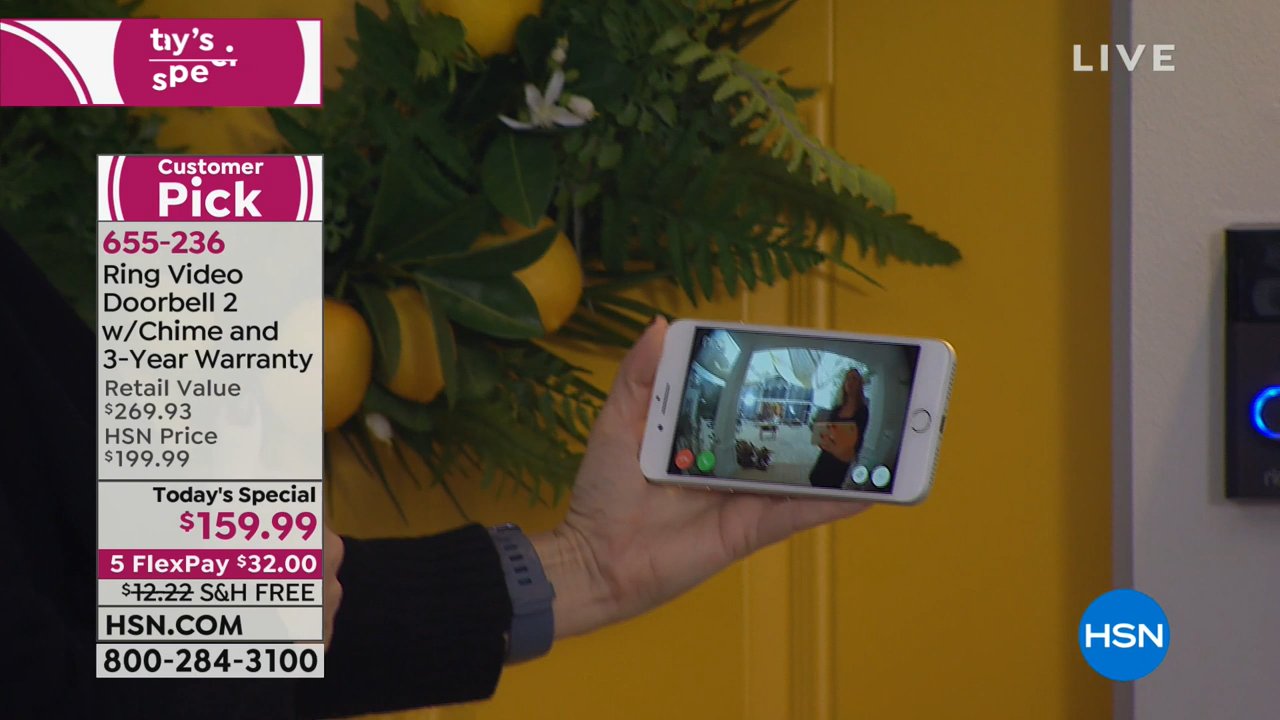 LIVE
Customer
Pick
655-236
Ring Video
Doorbell 2
w/Chime and
3-Year Warranty
Retail Value
$269.93
HSN Price
$199.99
Today's Special
$159.99
5 FlexPay $32.00
$12.22 S&H FREE
HSN.COM
800-284-3100
HSN